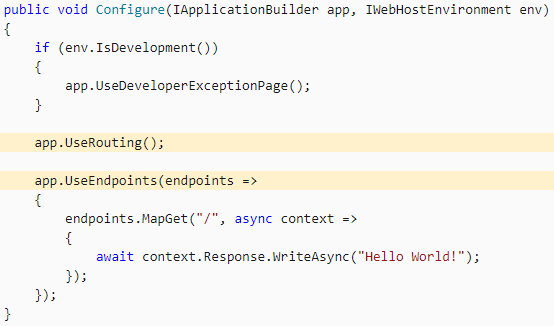 public void Configure(IApplicationBuilder app, IWebHostEnvironment env)
{
    if (env.IsDevelopment())
    {
        app.UseDeveloperExceptionPage();
    }

    app.UseRouting();

    app.UseEndpoints(endpoints =>
    {
        endpoints.MapGet("/", async context =>
        {
            await context.Response.WriteAsync("Hello World!");
        });
    });
}